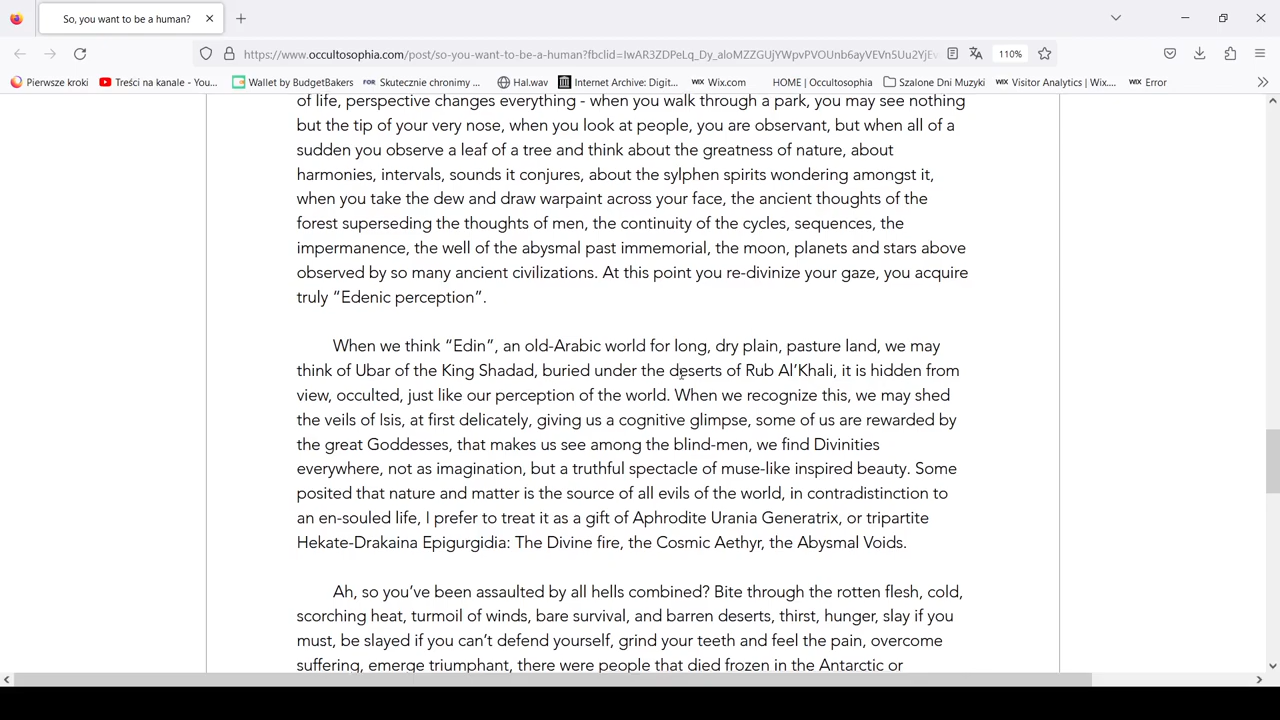 So, you want to be a human?
https://www.occultosophia.com/post/so-you-want-to-be-a-human?fbclid=IwAR3ZDPeLq_Dy_aloMZZGUjYWpvPVOUnb6ayVEVn5Uu2YjE
110%
Pierwsze kroki Treści na kanale - You... Wallet by BudgetBakers FOR Skutecznie chronimy ... Hal.wav Internet Archive: Digit... WIX Wix.com HOME | Occultosophia Szalone Dni Muzyki WIX Visitor Analytics | Wix.... WIX Error
of life, perspective changes everything - when you walk through a park, you may see nothing
but the tip of your very nose, when you look at people, you are observant, but when all of a
sudden you observe a leaf of a tree and think about the greatness of nature, about
harmonies, intervals, sounds it conjures, about the sylphen spirits wondering amongst it,
when you take the dew and draw warpaint across your face, the ancient thoughts of the
forest superseding the thoughts of men, the continuity of the cycles, sequences, the
impermanence, the well of the abysmal past immemorial, the moon, planets and stars above
observed by so many ancient civilizations. At this point you re-divinize your gaze, you acquire
truly “Edenic perception”.
When we think “Edin”, an old-Arabic world for long, dry plain, pasture land, we may
think of Ubar of the King Shadad, buried under the deserts of Rub Al’Khali, it is hidden from
view, occulted, just like our perception of the world. When we recognize this, we may shed
the veils of Isis, at first delicately, giving us a cognitive glimpse, some of us are rewarded by
the great Goddesses, that makes us see among the blind-men, we find Divinities
everywhere, not as imagination, but a truthful spectacle of muse-like inspired beauty. Some
posited that nature and matter is the source of all evils of the world, in contradistinction to
an en-souled life, I prefer to treat it as a gift of Aphrodite Urania Generatrix, or tripartite
Hekate-Drakaina Epigurgidia: The Divine fire, the Cosmic Aethyr, the Abysmal Voids.
Ah, so you’ve been assaulted by all hells combined? Bite through the rotten flesh, cold,
scorching heat, turmoil of winds, bare survival, and barren deserts, thirst, hunger, slay if you
must, be slayed if you can’t defend yourself, grind your teeth and feel the pain, overcome
suffering, emerge triumphant, there were people that died frozen in the Antarctic or